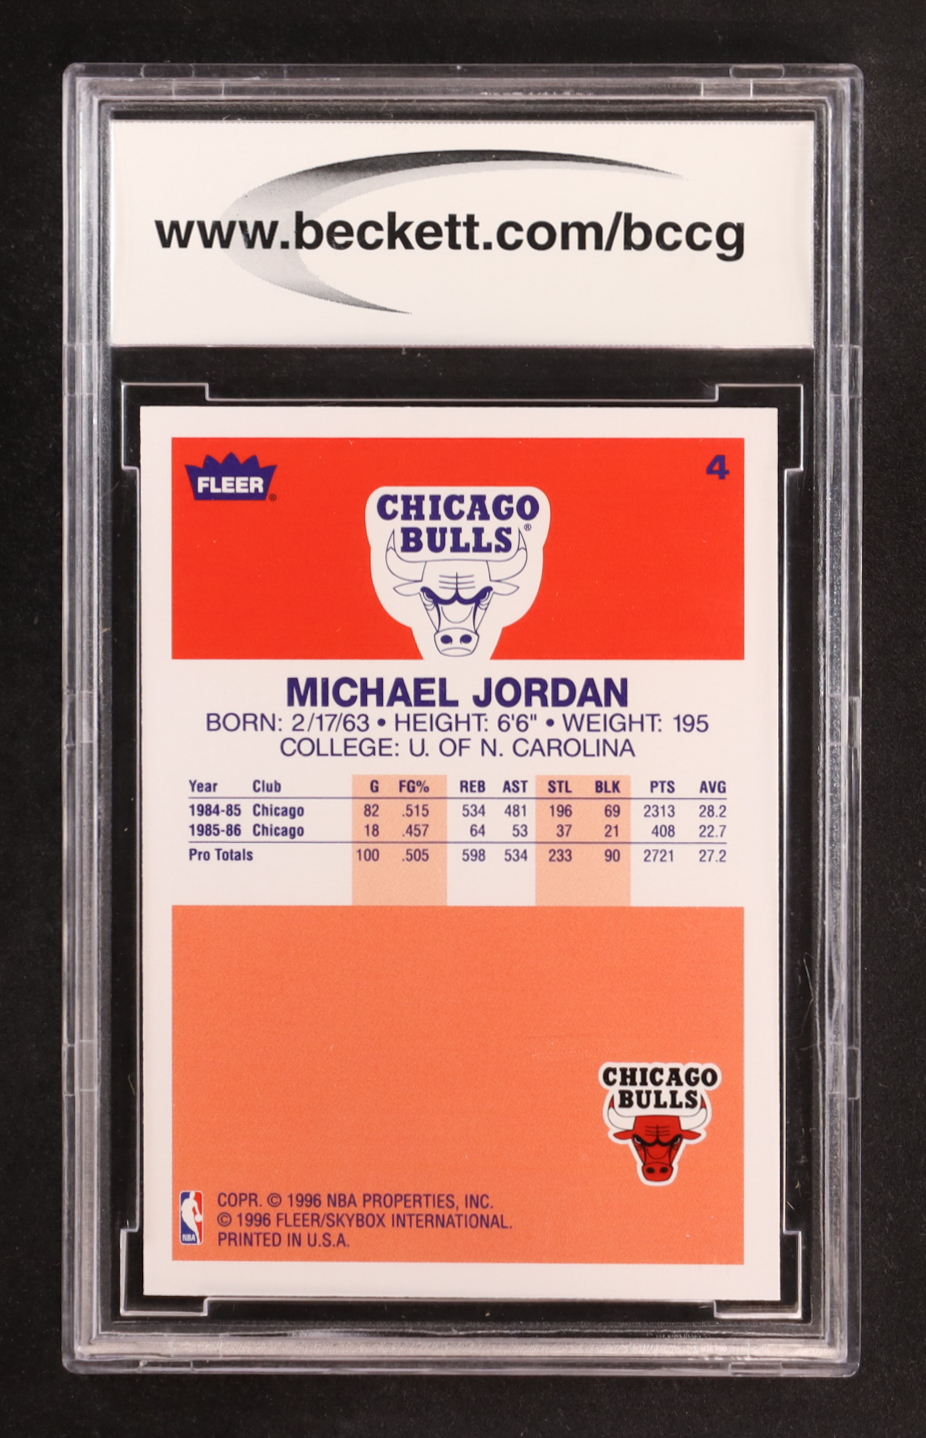 www.beckett.com/bccg
FLEER®
4
CHICAGO
BULLS®
MICHAEL JORDAN
BORN: 2/17/63 • HEIGHT: 6'6" • WEIGHT: 195
COLLEGE: U. OF N. CAROLINA
Year Club G FG% REB AST STL BLK PTS AVG
1984-85 Chicago 82 .515 534 481 196 69 2313 28.2
1985-86 Chicago 18 .457 64 53 37 21 408 22.7
Pro Totals 100 .505 598 534 233 90 2721 27.2
CHICAGO
BULLS
NBA
COPR. © 1996 NBA PROPERTIES, INC.
© 1996 FLEER/SKYBOX INTERNATIONAL.
PRINTED IN U.S.A.